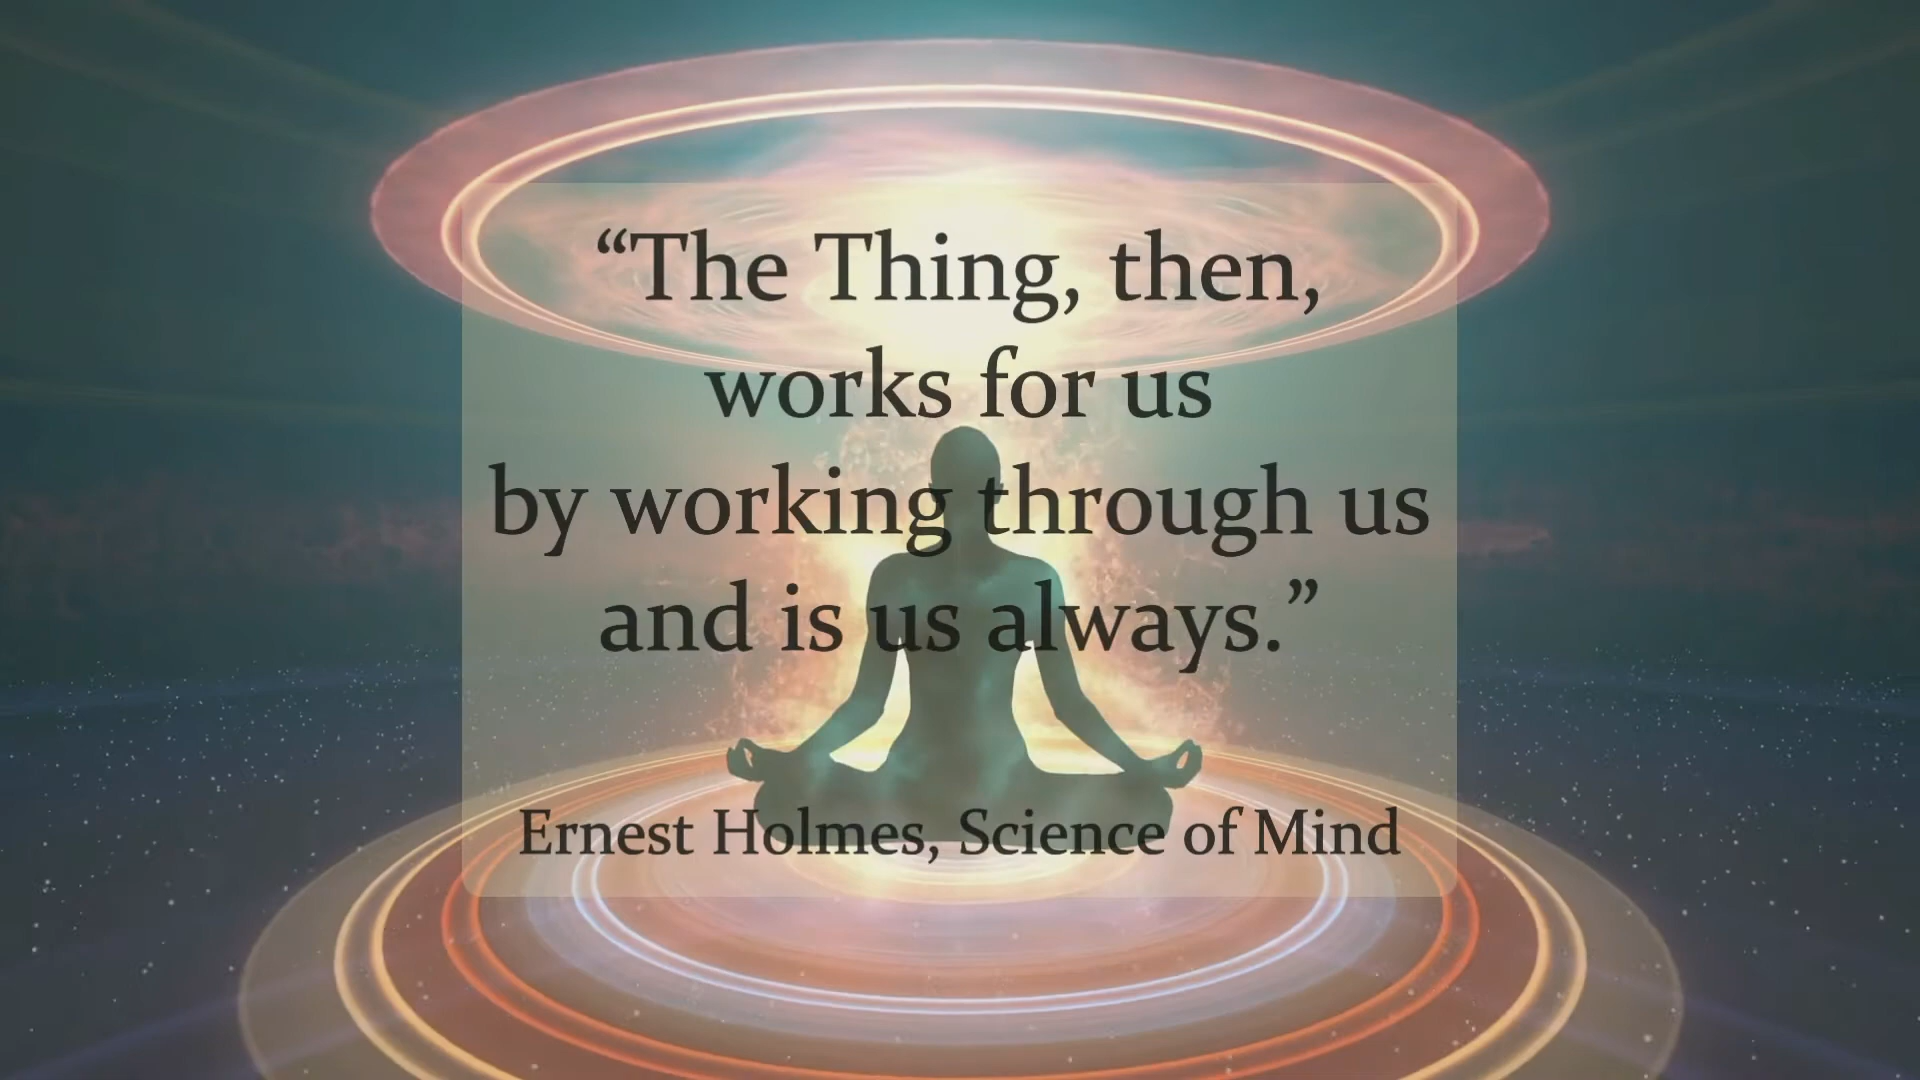 “The Thing, then,
works for us
by working through us
and is us always.”
Ernest Holmes, Science of Mind